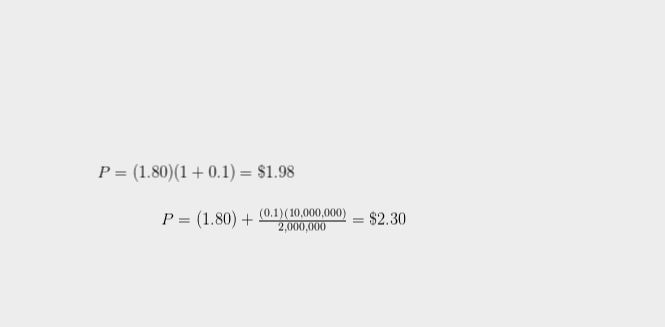 P = (1.80)(1 + 0.1) = $1.98
P = (1.80) + \frac{(0.1)(10,000,000)}{2,000,000} = $2.30